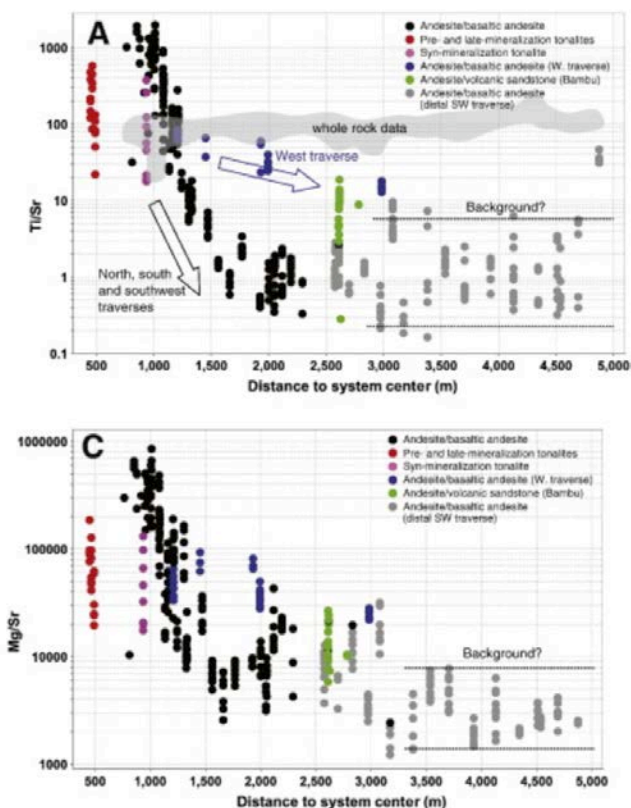 A
Andesite/basaltic andesite
Pre- and late-mineralization tonalites
Syn-mineralization tonalite
Andesite/basaltic andesite (W. traverse)
Andesite/volcanic sandstone (Bambu)
Andesite/basaltic andesite
(distal SW traverse)
1000
100
10
1
0.1
Ti/Sr
whole rock data
West traverse
Background?
North, south
and southwest
traverses
500
1,000
1,500
2,000
2,500
3,000
3,500
4,000
4,500
5,000
Distance to system center (m)
C
Andesite/basaltic andesite
Pre- and late-mineralization tonalites
Syn-mineralization tonalite
Andesite/basaltic andesite (W. traverse)
Andesite/volcanic sandstone (Bambu)
Andesite/basaltic andesite
(distal SW traverse)
1000000
100000
10000
1000
Mg/Sr
Background?
500
1,000
1,500
2,000
2,500
3,000
3,500
4,000
4,500
5,000
Distance to system center (m)